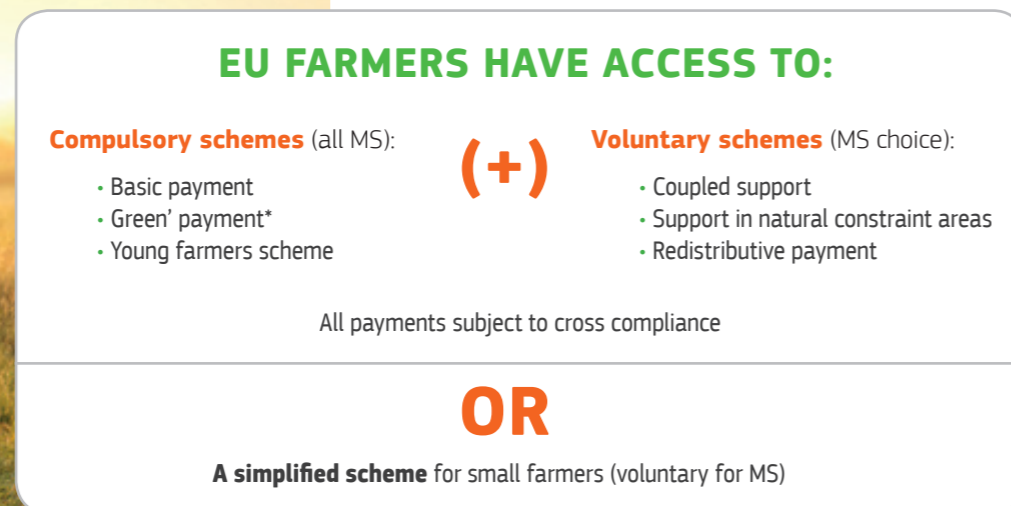 EU FARMERS HAVE ACCESS TO:
Compulsory schemes (all MS):
• Basic payment
• Green’ payment*
• Young farmers scheme
(+)
Voluntary schemes (MS choice):
• Coupled support
• Support in natural constraint areas
• Redistributive payment
All payments subject to cross compliance
OR
A simplified scheme for small farmers (voluntary for MS)